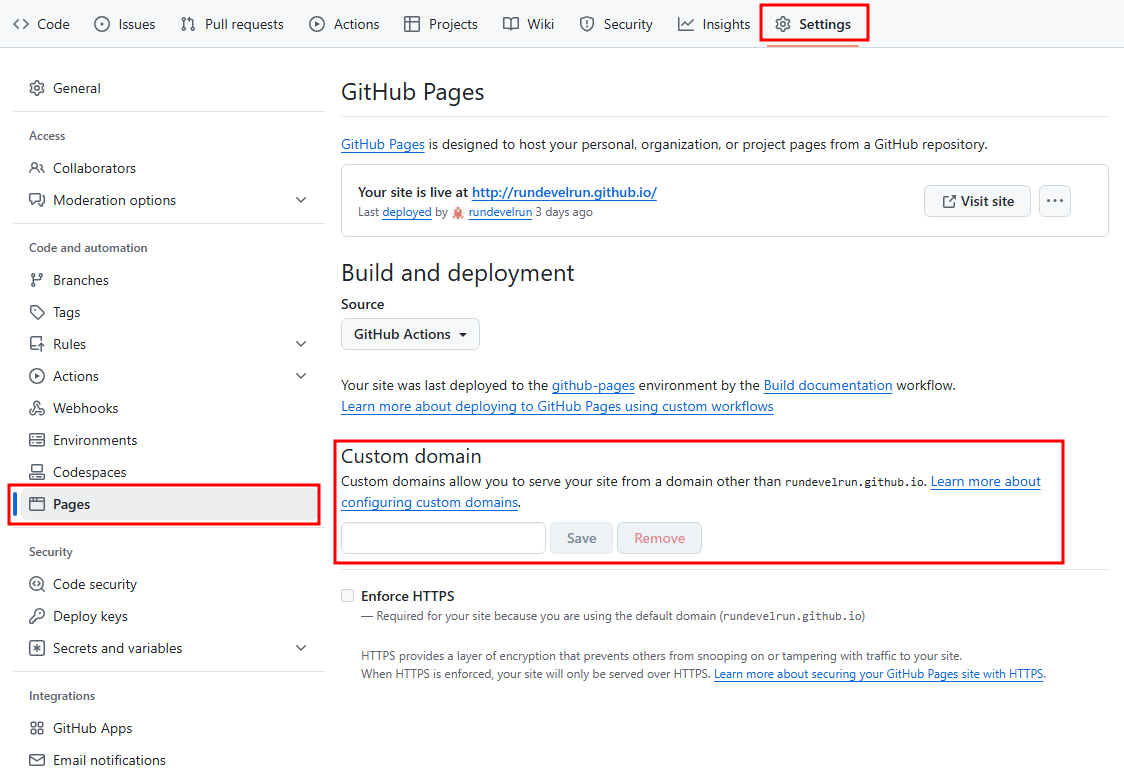 Code Issues Pull requests Actions Projects Wiki Security Insights Settings
General
Access
Collaborators
Moderation options
Code and automation
Branches
Tags
Rules
Actions
Webhooks
Environments
Codespaces
Pages
Security
Code security
Deploy keys
Secrets and variables
Integrations
GitHub Apps
Email notifications
GitHub Pages
GitHub Pages is designed to host your personal, organization, or project pages from a GitHub repository.
Your site is live at http://rundevelrun.github.io/
Last deployed by rundevelrun 3 days ago
Visit site
Build and deployment
Source
GitHub Actions
Your site was last deployed to the github-pages environment by the Build documentation workflow.
Learn more about deploying to GitHub Pages using custom workflows
Custom domain
Custom domains allow you to serve your site from a domain other than rundevelrun.github.io. Learn more about
configuring custom domains.
Save Remove
Enforce HTTPS
— Required for your site because you are using the default domain (rundevelrun.github.io)
HTTPS provides a layer of encryption that prevents others from snooping on or tampering with traffic to your site.
When HTTPS is enforced, your site will only be served over HTTPS. Learn more about securing your GitHub Pages site with HTTPS.